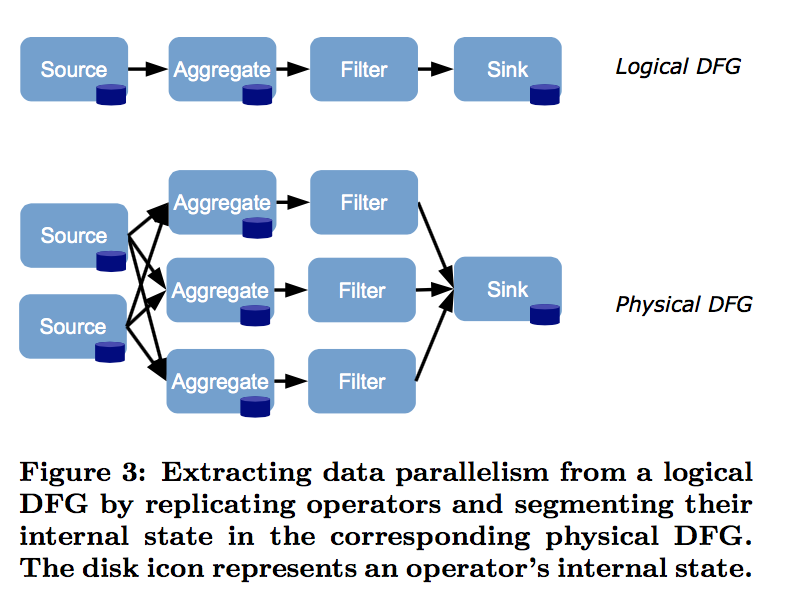 Source Aggregate Filter Sink Logical DFG
Aggregate Filter
Source
Aggregate Filter Sink Physical DFG
Source
Aggregate Filter
Figure 3: Extracting data parallelism from a logical
DFG by replicating operators and segmenting their
internal state in the corresponding physical DFG.
The disk icon represents an operator's internal state.